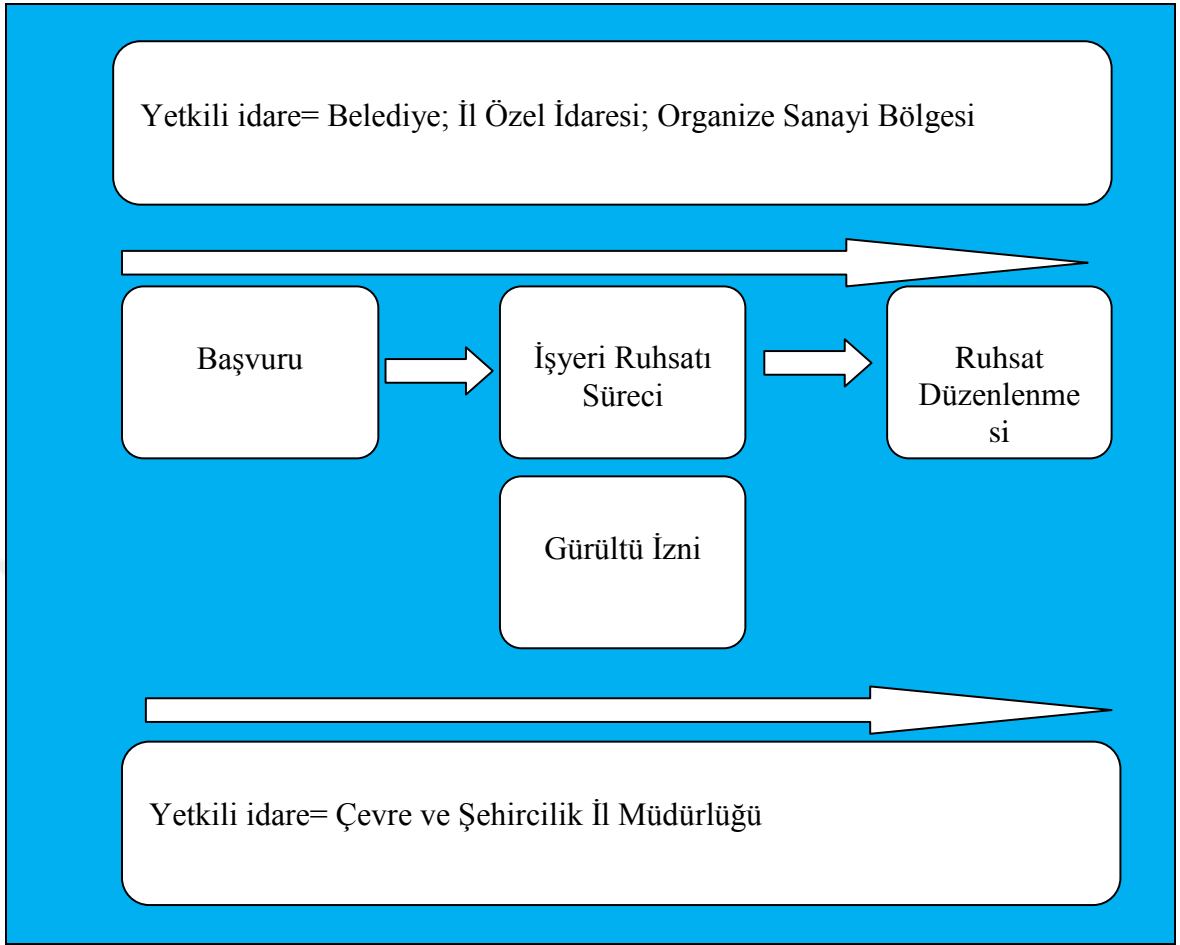 Yetkili idare= Belediye; İl Özel İdaresi; Organize Sanayi Bölgesi
Başvuru
İşyeri Ruhsatı
Süreci
Ruhsat
Düzenlenme
si
Gürültü İzni
Yetkili idare= Çevre ve Şehircilik İl Müdürlüğü